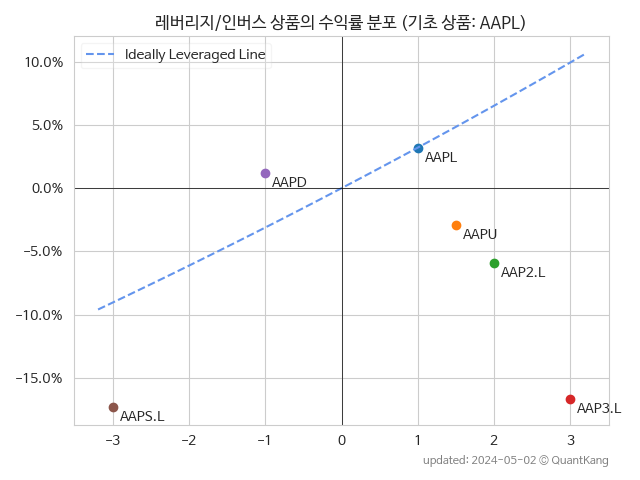 레버리지/인버스 상품의 수익률 분포 (기초 상품: AAPL)
Ideally Leveraged Line
10.0%
5.0%
0.0%
−5.0%
−10.0%
−15.0%
AAPL
AAPD
AAPU
AAP2.L
AAP3.L
AAPS.L
−3 −2 −1 0 1 2 3
updated: 2024-05-02 © QuantKang